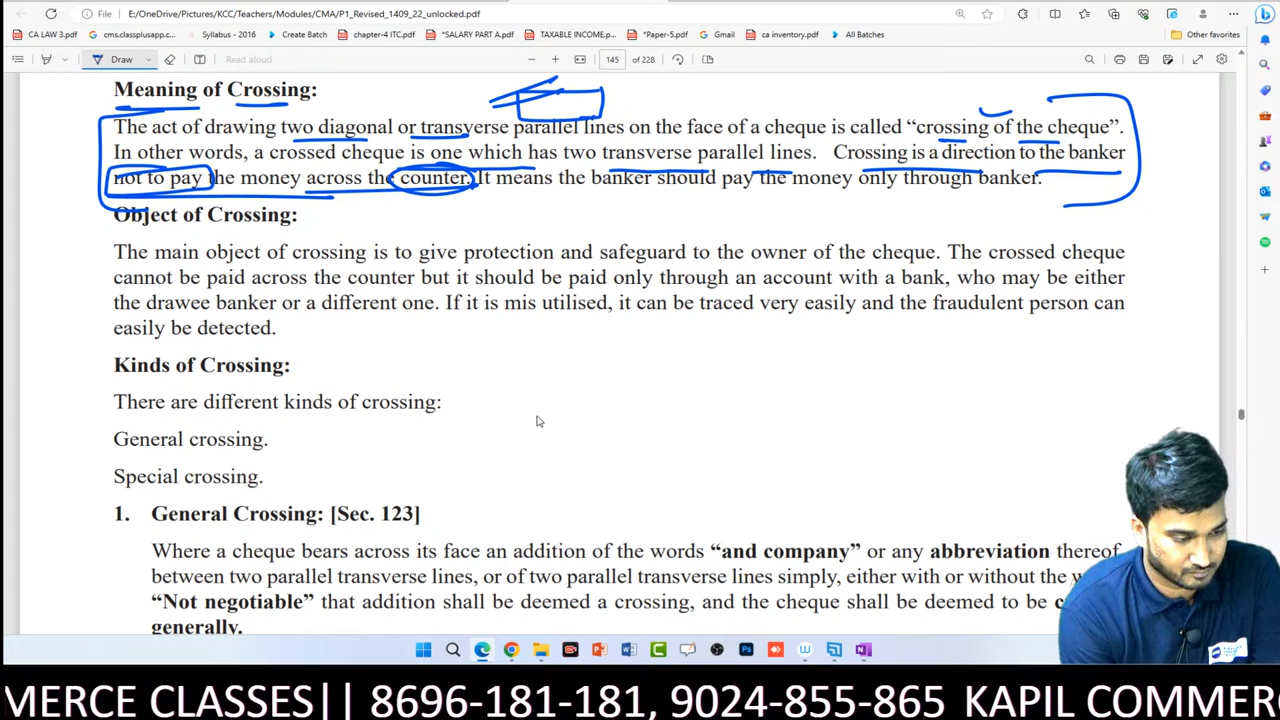 File
E:/OneDrive/Pictures/KCC/Teachers/Modules/CMA/P1_Revised_1409_22_unlocked.pdf
CA LAW 3.pdf
cms.classplusapp.c...
Syllabus - 2016
Create Batch
chapter-4 ITC.pdf
*SALARY PART A.pdf
TAXABLE INCOME.p...
*Paper-5.pdf
Gmail
ca inventory.pdf
All Batches
Other favorites
Draw
Read aloud
145 of 228
Meaning of Crossing:
The act of drawing two diagonal or transverse parallel lines on the face of a cheque is called “crossing of the cheque”.
In other words, a crossed cheque is one which has two transverse parallel lines. Crossing is a direction to the banker
not to pay the money across the counter. It means the banker should pay the money only through banker.
Object of Crossing:
The main object of crossing is to give protection and safeguard to the owner of the cheque. The crossed cheque
cannot be paid across the counter but it should be paid only through an account with a bank, who may be either
the drawee banker or a different one. If it is mis utilised, it can be traced very easily and the fraudulent person can
easily be detected.
Kinds of Crossing:
There are different kinds of crossing:
General crossing.
Special crossing.
1. General Crossing: [Sec. 123]
Where a cheque bears across its face an addition of the words “and company” or any abbreviation thereof
between two parallel transverse lines, or of two parallel transverse lines simply, either with or without the
“Not negotiable” that addition shall be deemed a crossing, and the cheque shall be deemed to be
generally.
MERCE CLASSES|| 8696-181-181, 9024-855-865 KAPIL COMMER